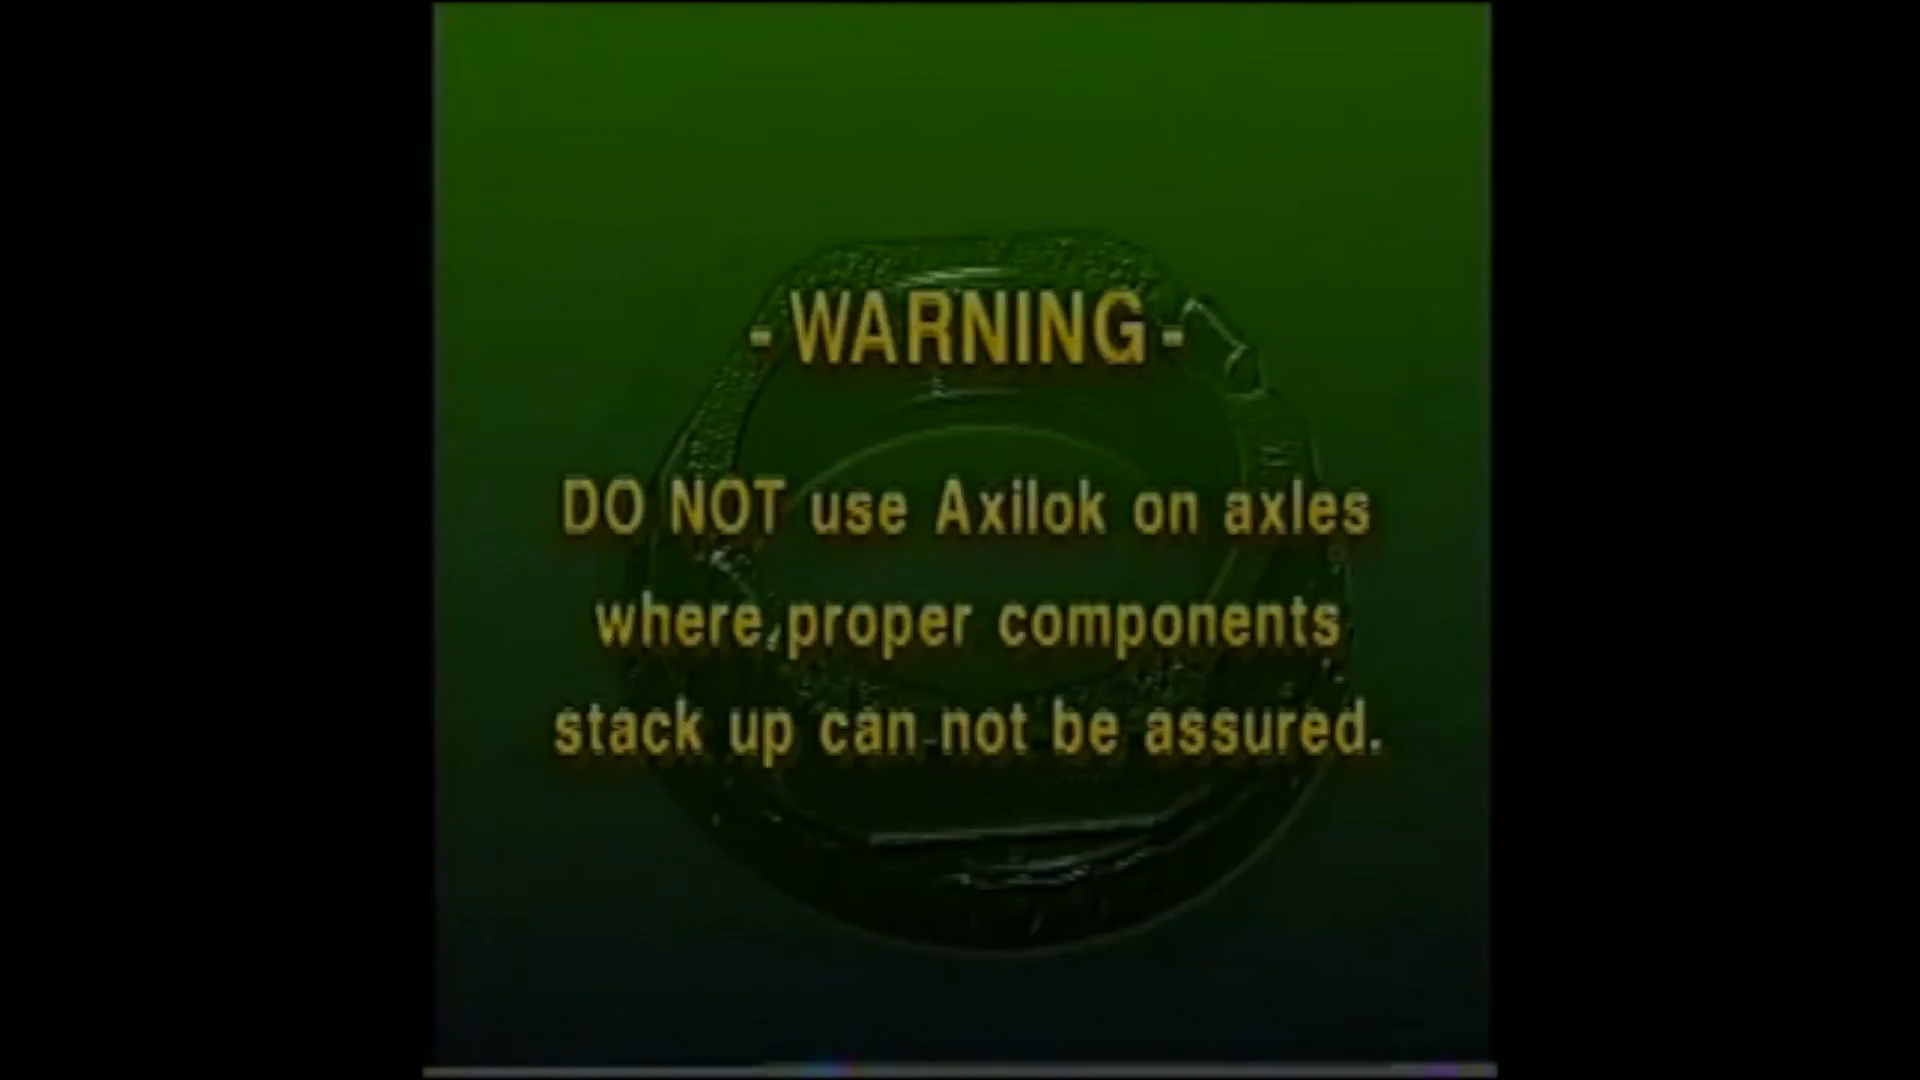 - WARNING -
DO NOT use Axilok on axles
where proper components
stack up can not be assured.